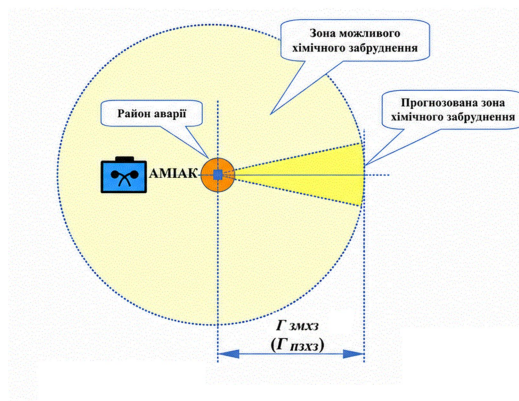 Зона можливого
хімічного забруднення
Район аварії
Прогнозована зона
хімічного забруднення
АМІАК
Г змхз
(Г пзхз)